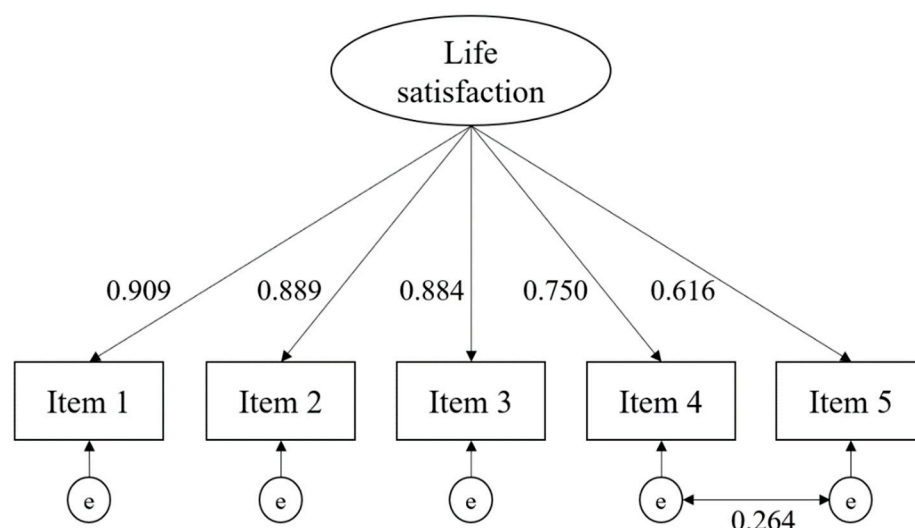 Life
satisfaction
0.909 0.889 0.884 0.750 0.616
Item 1 Item 2 Item 3 Item 4 Item 5
e e e e e
0.264